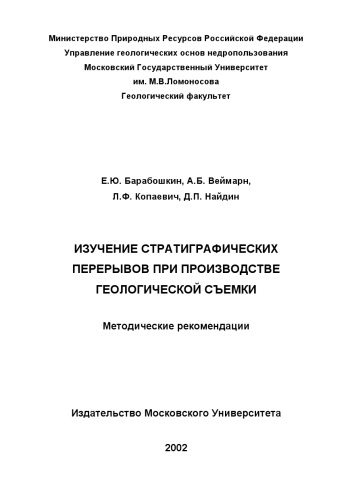 Министерство Природных Ресурсов Российской Федерации
Управление геологических основ недропользования
Московский Государственный Университет
им. М.В.Ломоносова
Геологический факультет
Е.Ю. Барабошкин, А.Б. Веймарн,
Л.Ф. Копаевич, Д.П. Найдин
ИЗУЧЕНИЕ СТРАТИГРАФИЧЕСКИХ
ПЕРЕРЫВОВ ПРИ ПРОИЗВОДСТВЕ
ГЕОЛОГИЧЕСКОЙ СЪЕМКИ
Методические рекомендации
Издательство Московского Университета
2002